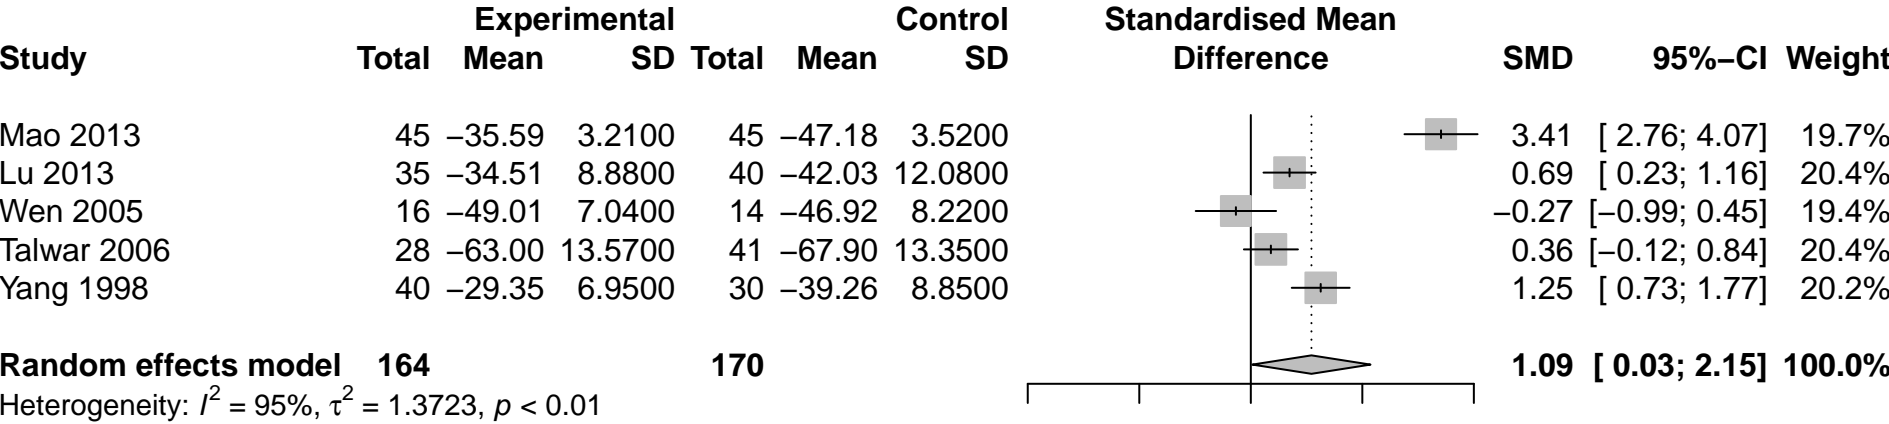 Experimental Control Standardised Mean
Study Total Mean SD Total Mean SD Difference SMD 95%−CI Weight
Mao 2013 45 −35.59 3.2100 45 −47.18 3.5200 3.41 [ 2.76; 4.07] 19.7%
Lu 2013 35 −34.51 8.8800 40 −42.03 12.0800 0.69 [ 0.23; 1.16] 20.4%
Wen 2005 16 −49.01 7.0400 14 −46.92 8.2200 −0.27 [−0.99; 0.45] 19.4%
Talwar 2006 28 −63.00 13.5700 41 −67.90 13.3500 0.36 [−0.12; 0.84] 20.4%
Yang 1998 40 −29.35 6.9500 30 −39.26 8.8500 1.25 [ 0.73; 1.77] 20.2%
Random effects model 164 170 1.09 [ 0.03; 2.15] 100.0%
Heterogeneity: I² = 95%, τ² = 1.3723, p < 0.01